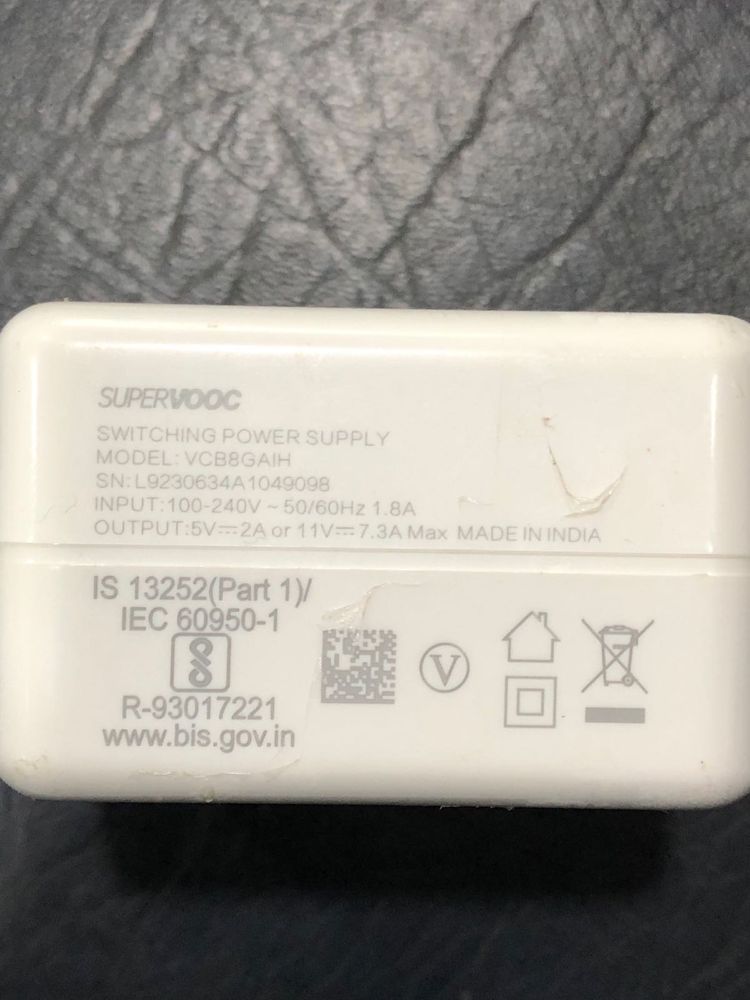 SUPERVOOC
SWITCHING POWER SUPPLY
MODEL: VCB8GAIH
SN: L9230634A1049098
INPUT:100-240V ~ 50/60Hz 1.8A
OUTPUT:5V⎓2A or 11V⎓7.3A Max MADE IN INDIA
IS 13252(Part 1)/
IEC 60950-1
R-93017221
www.bis.gov.in
V